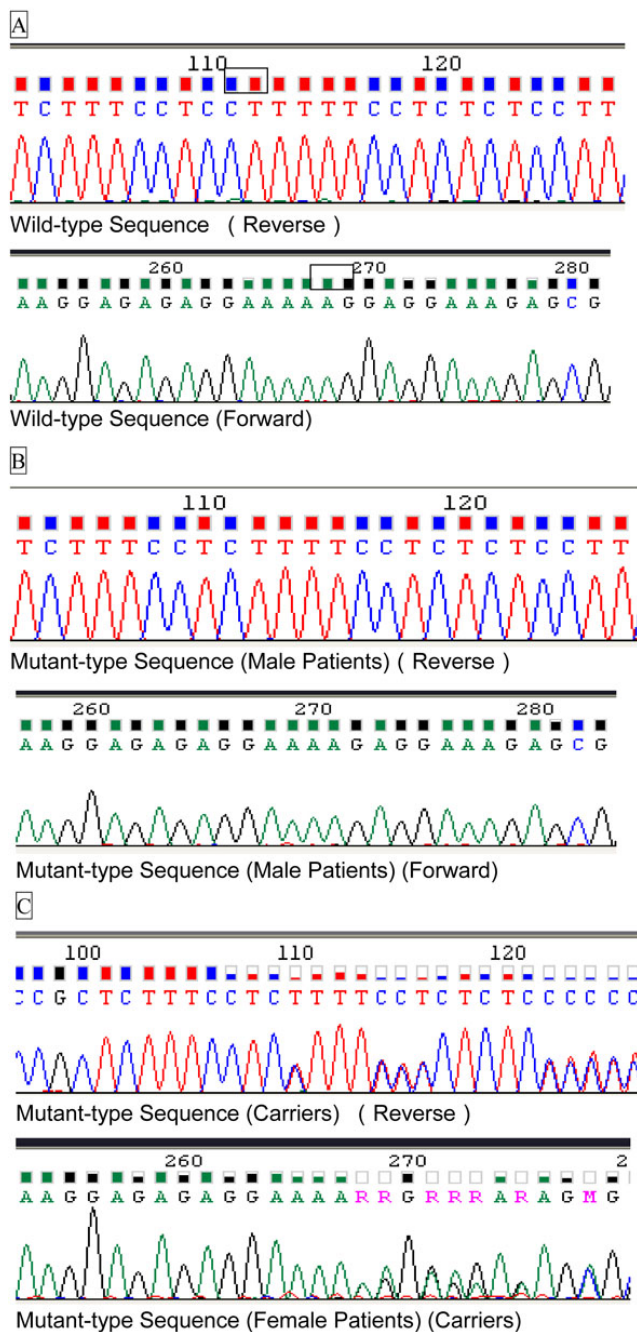 A
110 120
T C T T T C C T C C T T T T T C C T C T C T C C T T
Wild-type Sequence ( Reverse )
260 270 280
A A G G A G A G A G G A A A A A G G A G G A A A G A G C G
Wild-type Sequence (Forward)
B
110 120
T C T T T C C T C T T T T C C T C T C T C C T T
Mutant-type Sequence (Male Patients) ( Reverse )
260 270 280
A A G G A G A G A G G A A A A G A G G A A A G A G C G
Mutant-type Sequence (Male Patients) (Forward)
C
100 110 120
C C G C T C T T T C C T C T T T T C C T C T C T C C C C C C
Mutant-type Sequence (Carriers) ( Reverse )
260 270 2
A A G G A G A G A G G A A A A R R G R R R A R A G M G
Mutant-type Sequence (Female Patients) (Carriers)